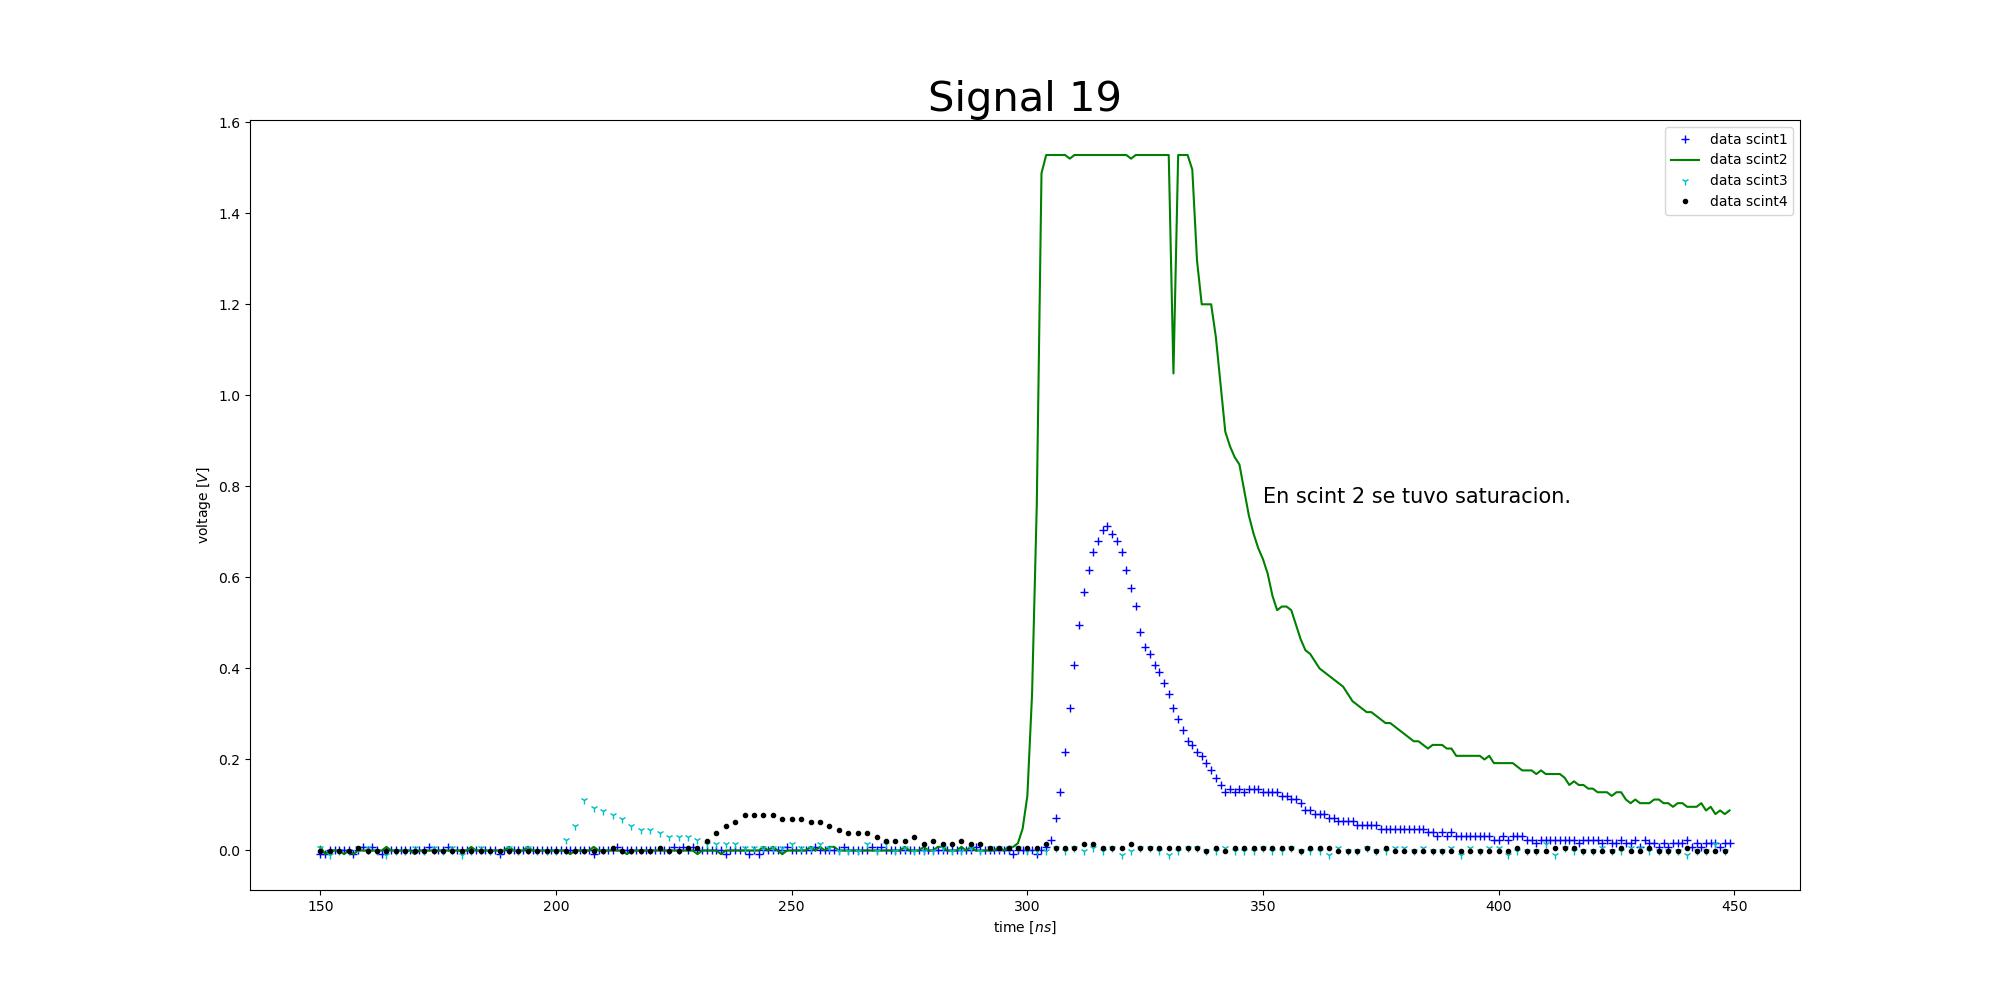 Signal 19
data scint1
data scint2
data scint3
data scint4
voltage [V]
1.6
1.4
1.2
1.0
0.8
0.6
0.4
0.2
0.0
En scint 2 se tuvo saturacion.
150 200 250 300 350 400 450
time [ns]